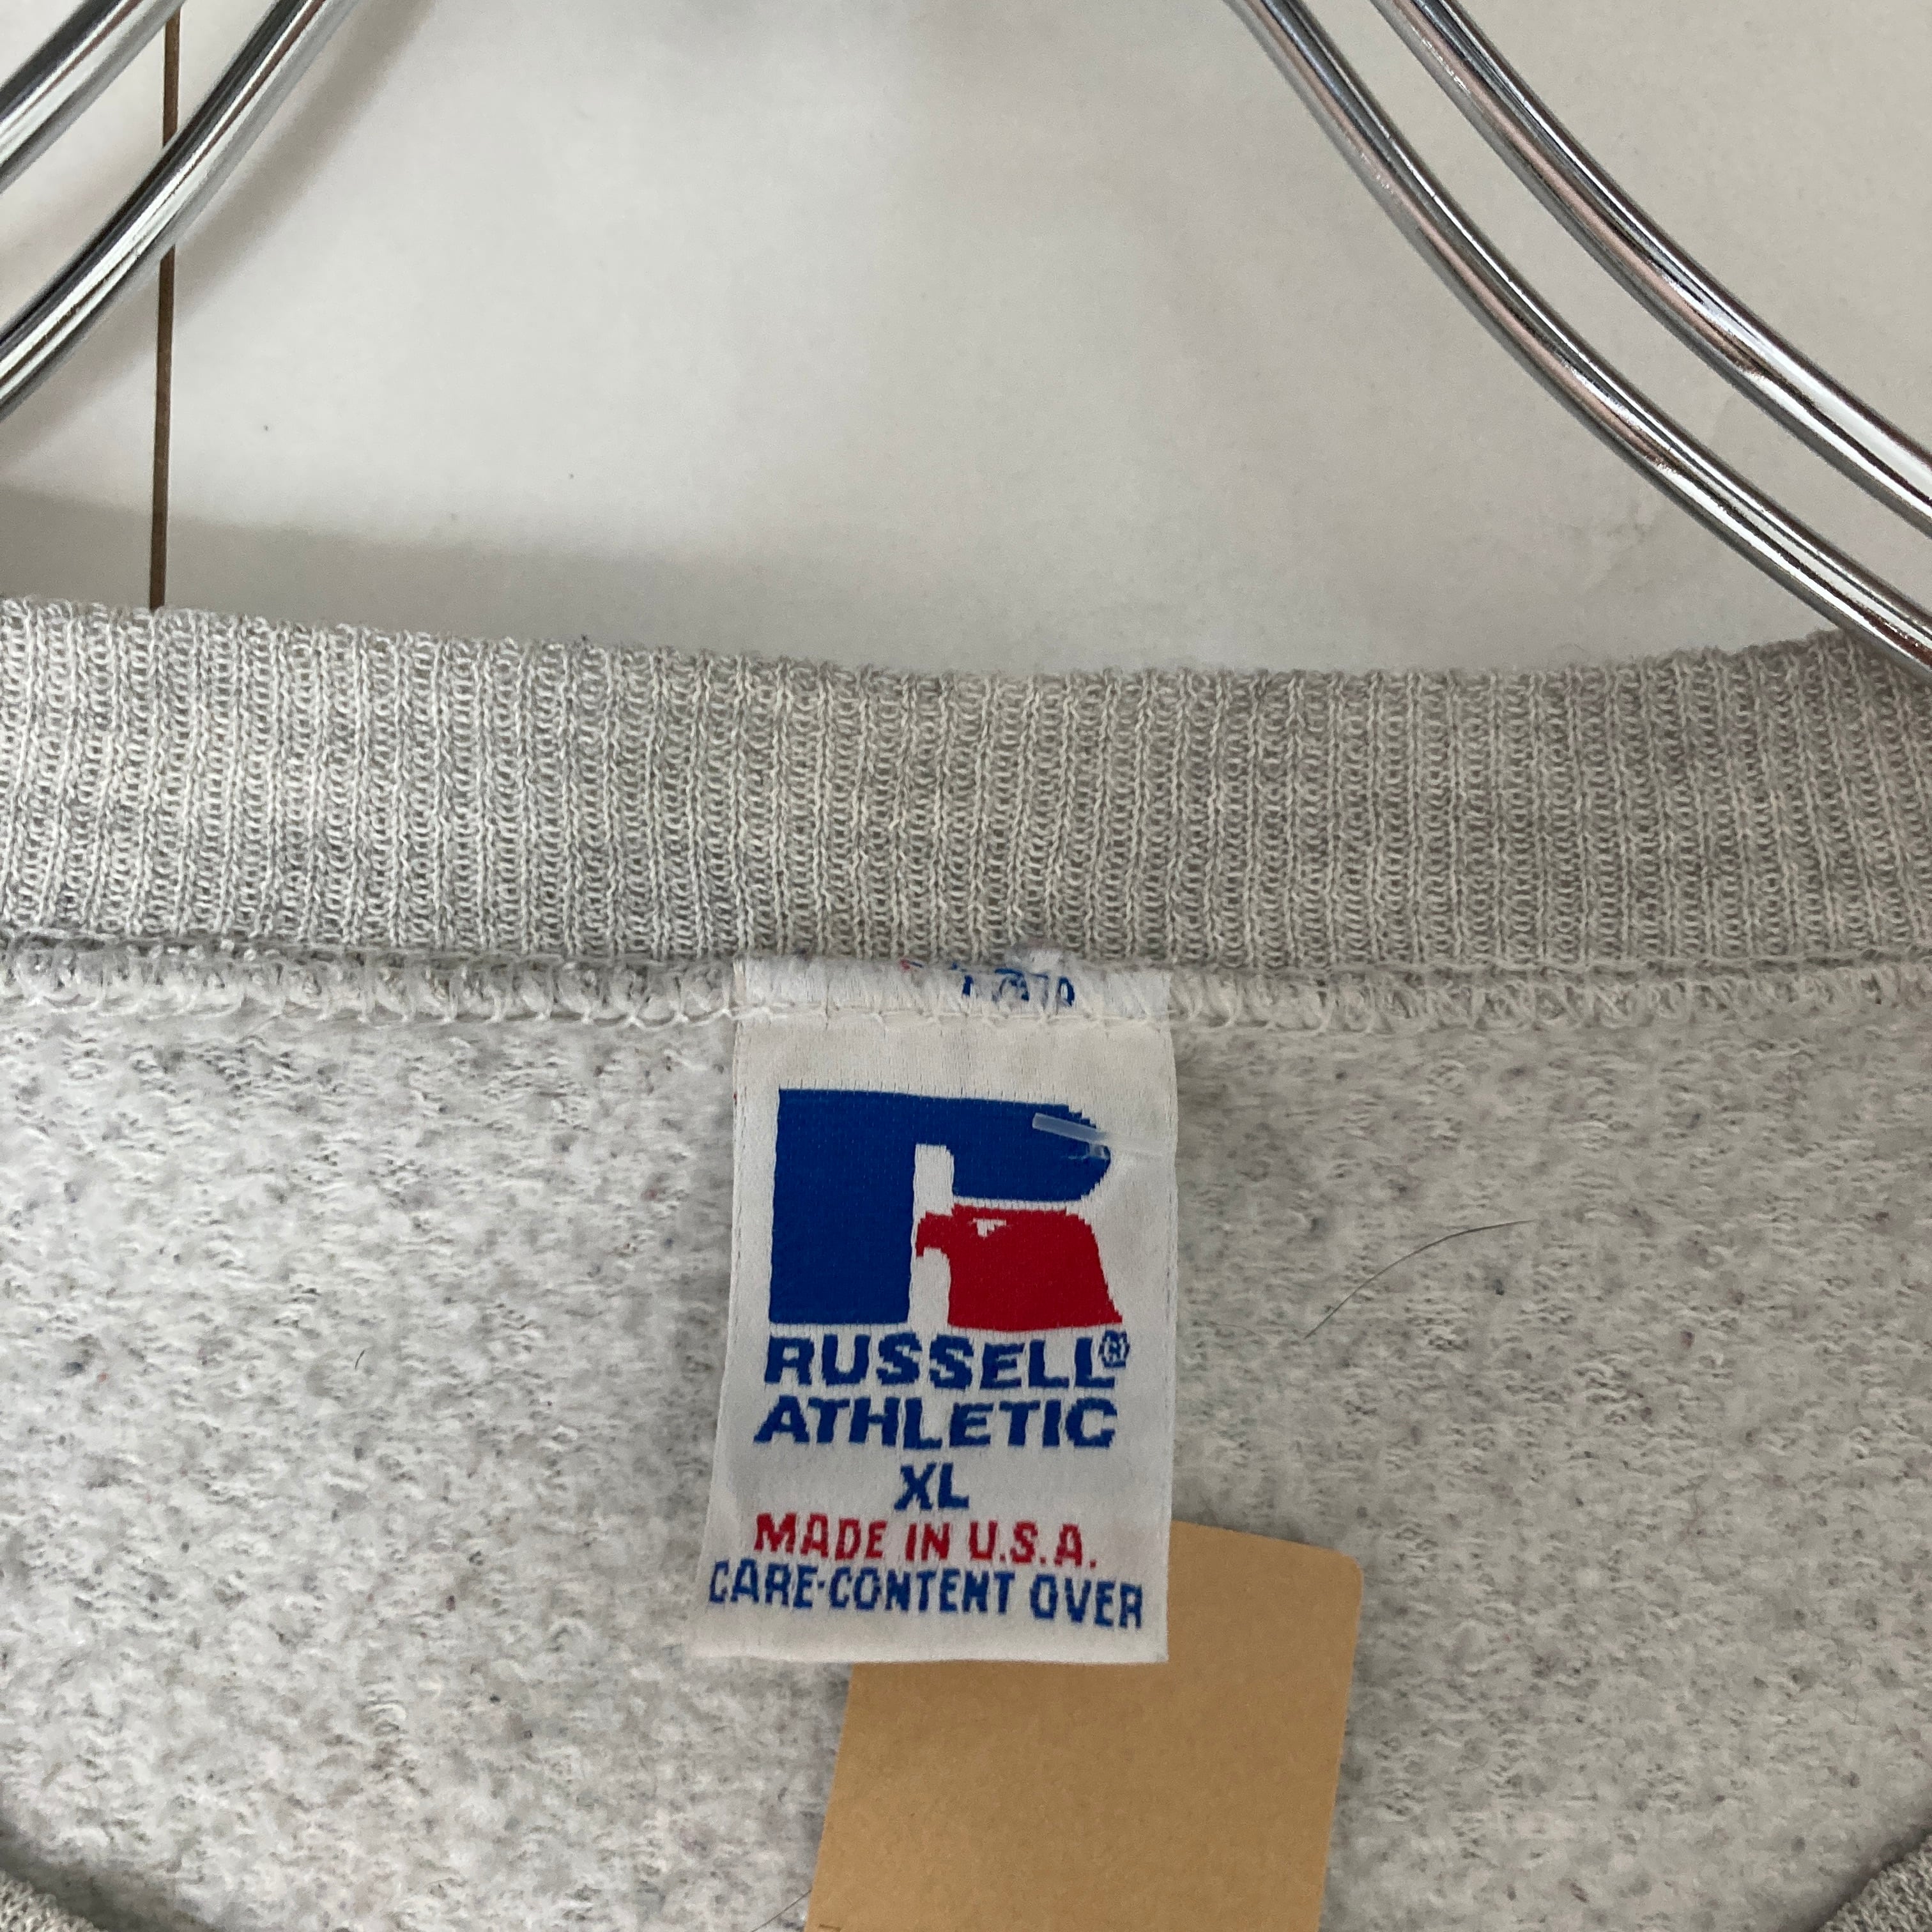 RUSSELL®
ATHLETIC
XL
MADE IN U.S.A.
CARE-CONTENT OVER